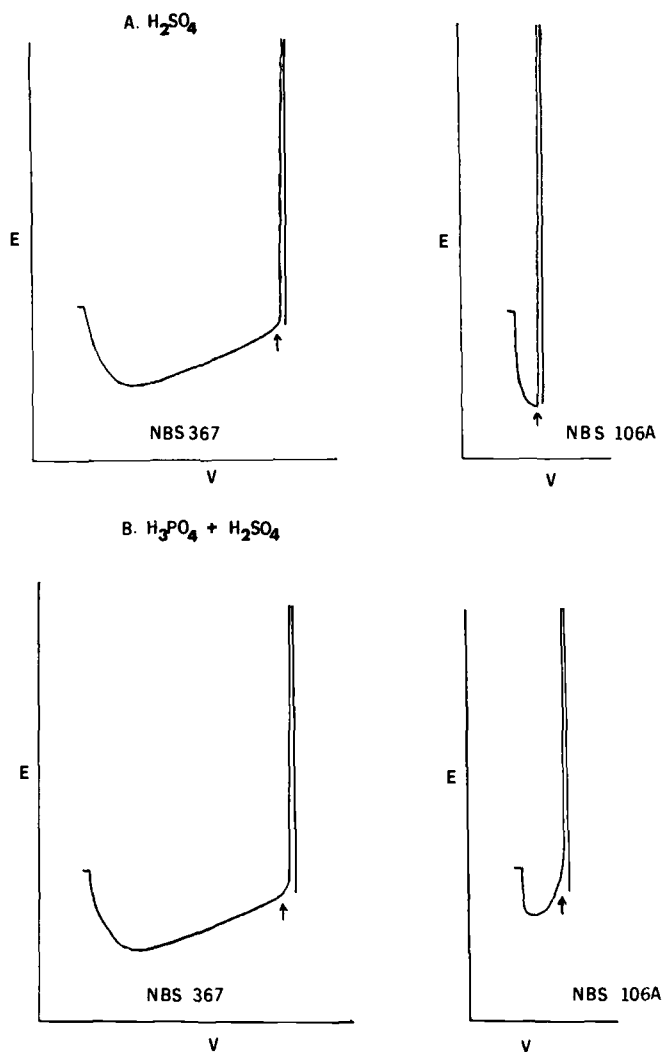 A. H₂SO₄
E
NBS 367
V
E
NBS 106A
V
B. H₃PO₄ + H₂SO₄
E
NBS 367
V
E
NBS 106A
V